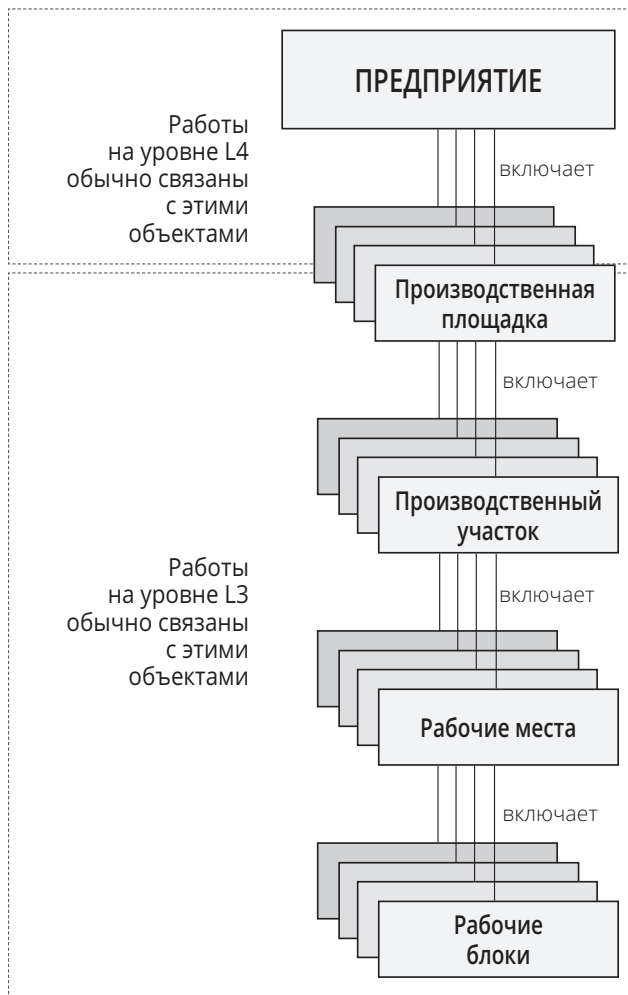 ПРЕДПРИЯТИЕ
Работы
на уровне L4
обычно связаны
с этими
объектами
включает
Производственная
площадка
включает
Производственный
участок
Работы
на уровне L3
обычно связаны
с этими
объектами
включает
Рабочие места
включает
Рабочие
блоки